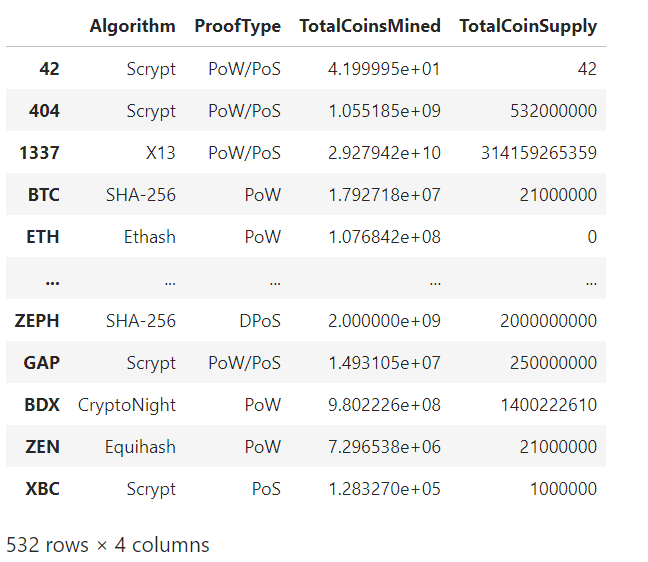 Algorithm ProofType TotalCoinsMined TotalCoinSupply
42 Scrypt PoW/PoS 4.199995e+01 42
404 Scrypt PoW/PoS 1.055185e+09 532000000
1337 X13 PoW/PoS 2.927942e+10 314159265359
BTC SHA-256 PoW 1.792718e+07 21000000
ETH Ethash PoW 1.076842e+08 0
... ... ... ... ...
ZEPH SHA-256 DPoS 2.000000e+09 2000000000
GAP Scrypt PoW/PoS 1.493105e+07 250000000
BDX CryptoNight PoW 9.802226e+08 1400222610
ZEN Equihash PoW 7.296538e+06 21000000
XBC Scrypt PoS 1.283270e+05 1000000
532 rows × 4 columns